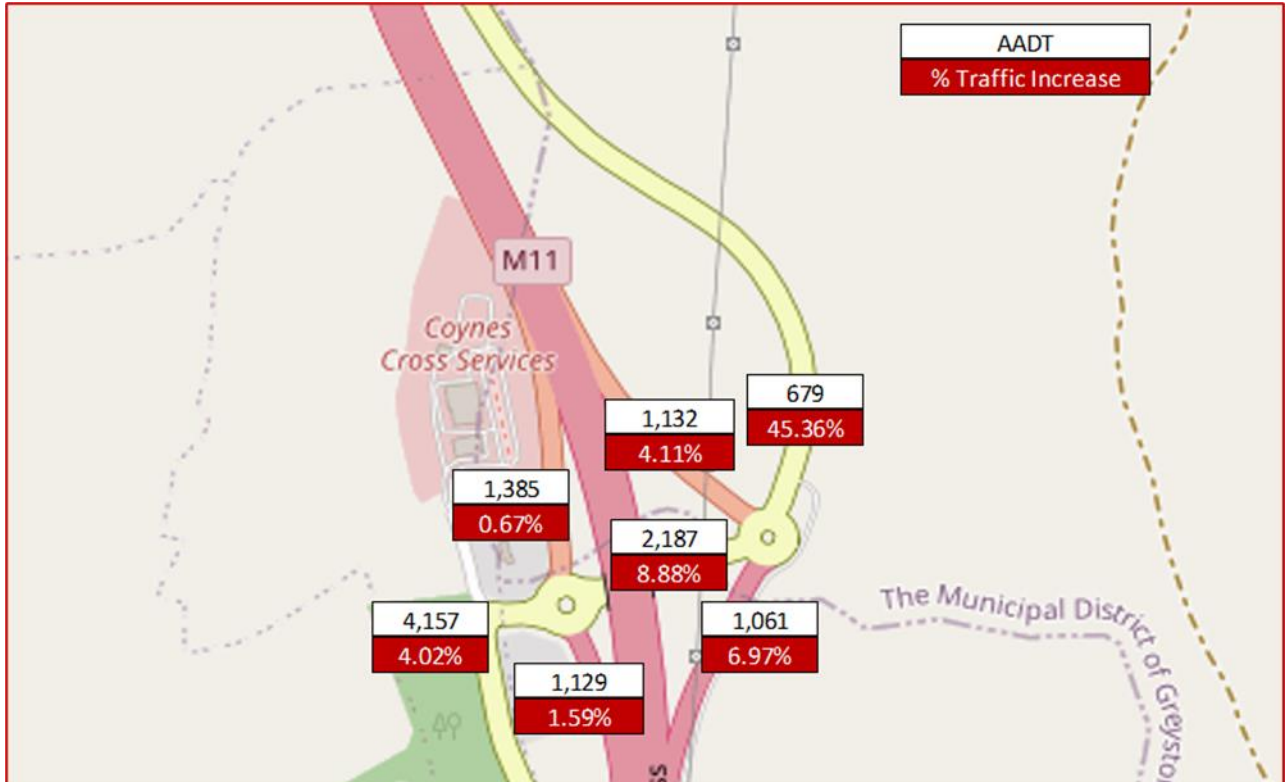 AADT
% Traffic Increase
M11
Coynes
Cross Services
679
45.36%
1,132
4.11%
1,385
0.67%
2,187
8.88%
4,157
4.02%
1,061
6.97%
1,129
1.59%
The Municipal District of